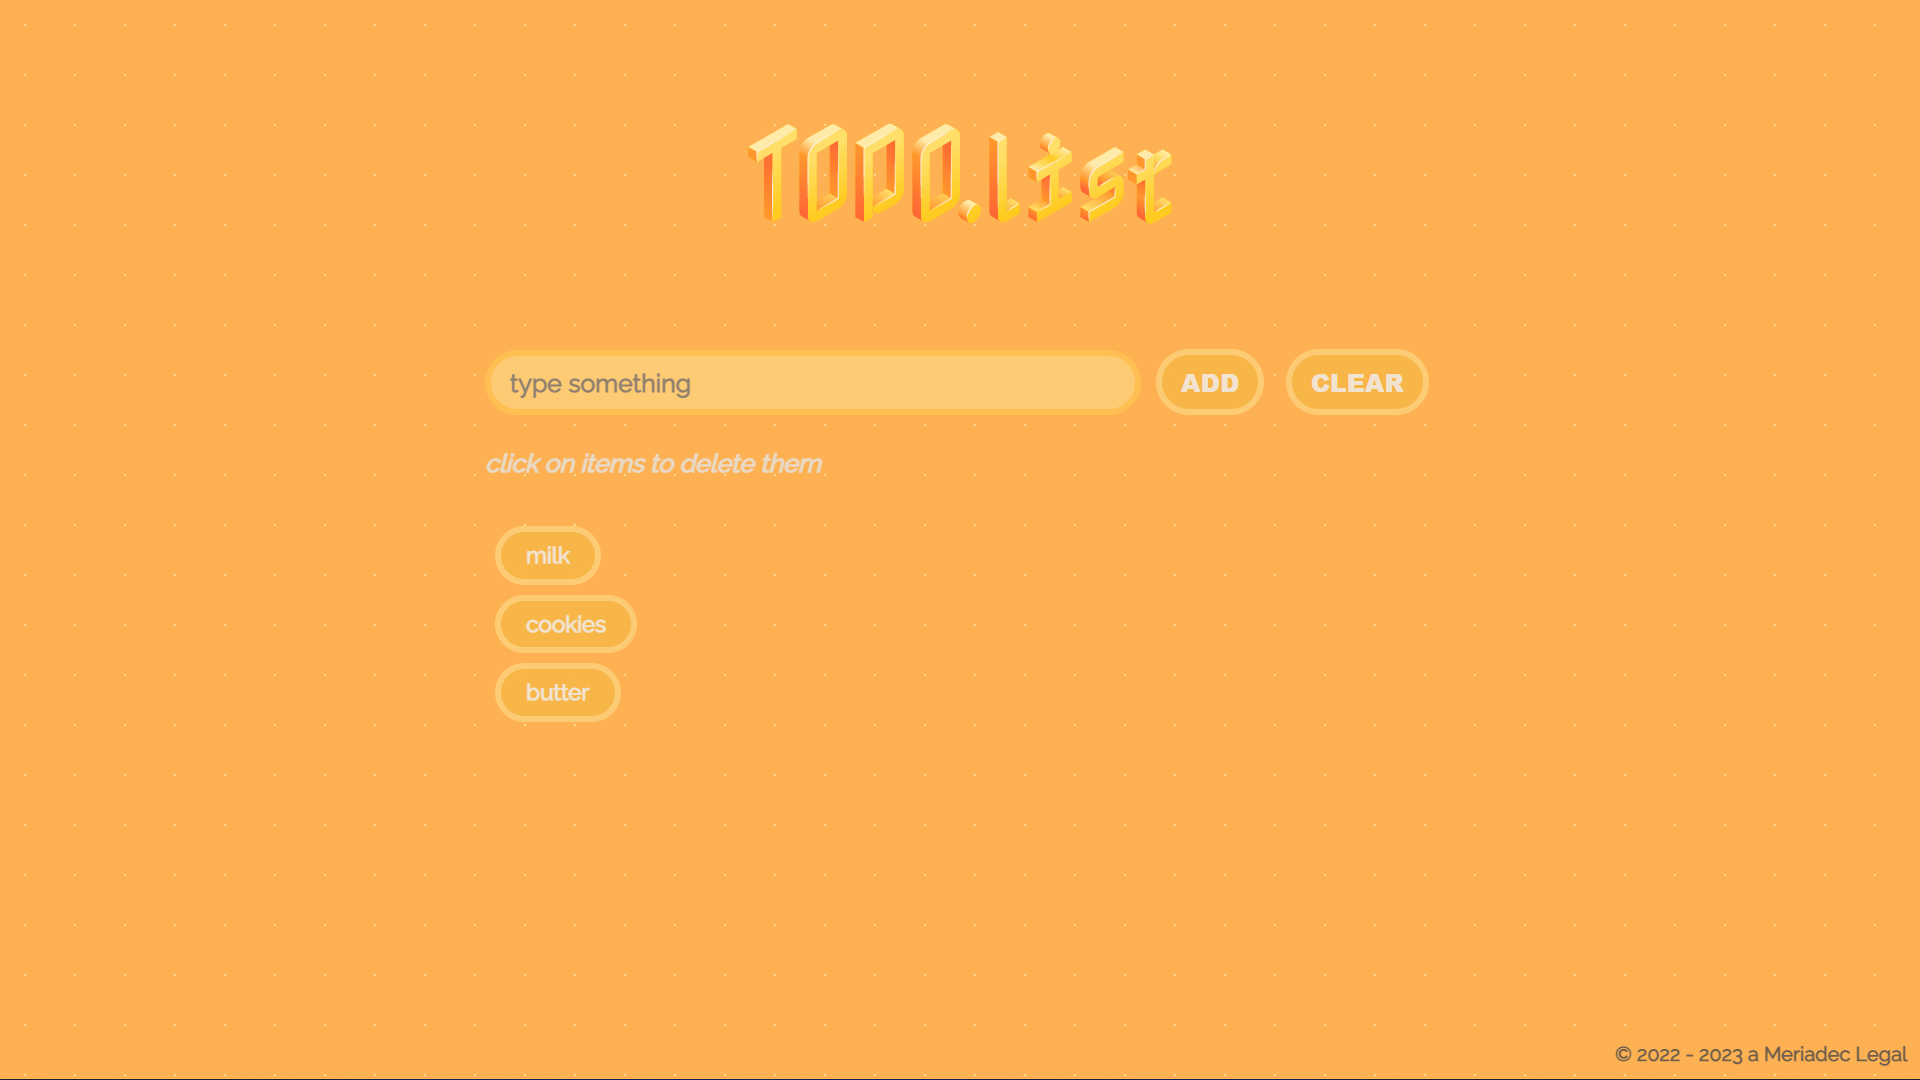 TODO.list
type something
ADD
CLEAR
click on items to delete them
milk
cookies
butter
© 2022 - 2023 a Meriadec Legal